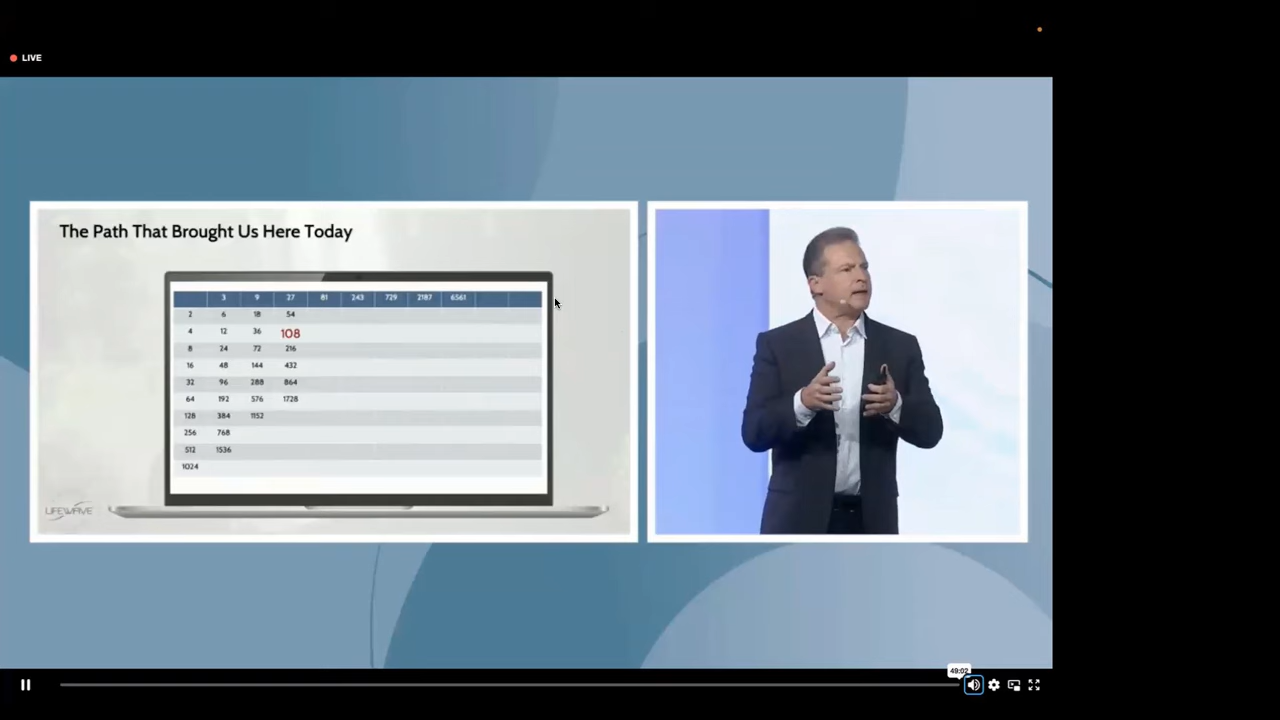 LIVE
The Path That Brought Us Here Today
3 9 27 81 243 729 2187 6561
2 6 18 54
4 12 36 108
8 24 72 216
16 48 144 432
32 96 288 864
64 192 576 1728
128 384 1152
256 768
512 1536
1024
LIFEWAVE
49:02